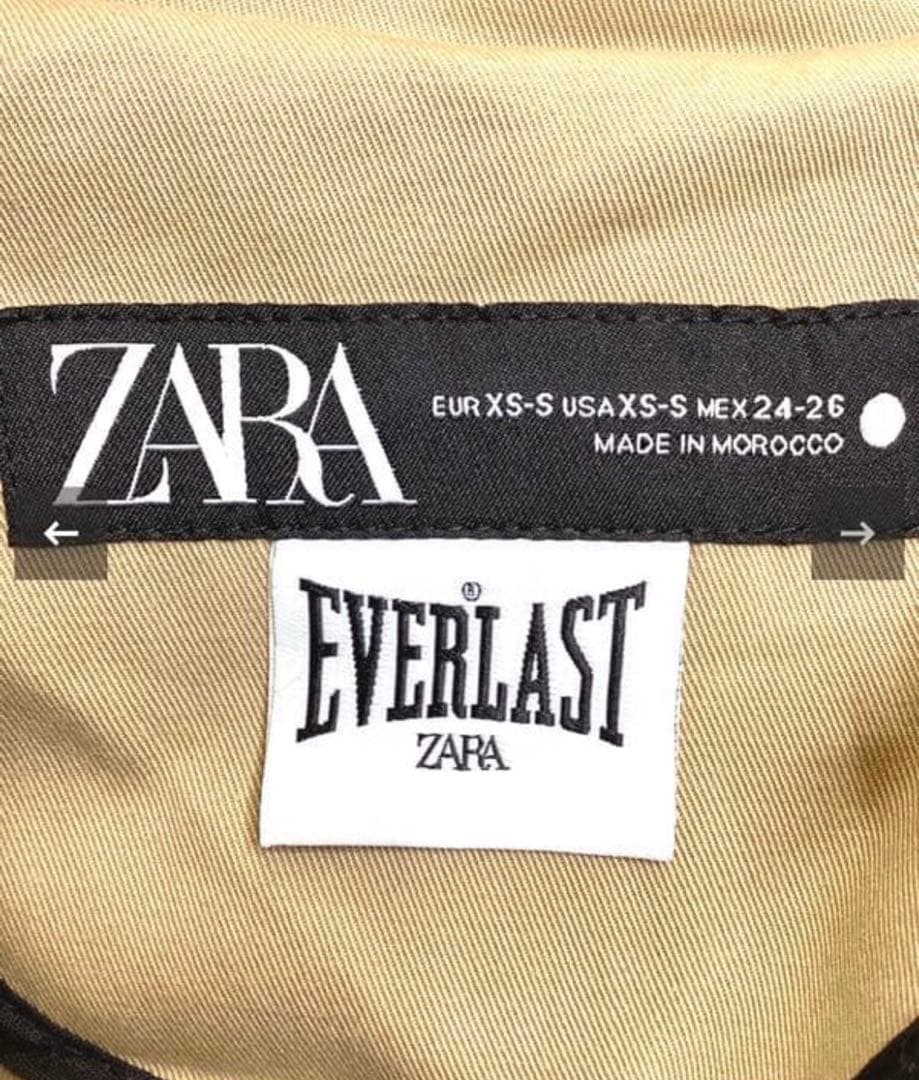 ZARA
EUR XS-S USA XS-S MEX 24-26
MADE IN MOROCCO
EVERLAST®
ZARA